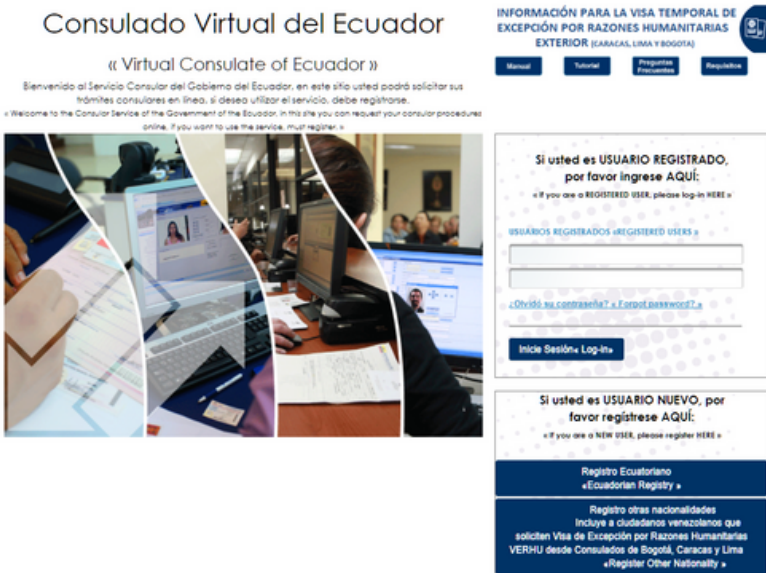 Consulado Virtual del Ecuador
« Virtual Consulate of Ecuador »
Bienvenido al Servicio Consular del Gobierno del Ecuador, en este sitio usted podrá solicitar sus
trámites consulares en línea, si desea utilizar el servicio, debe registrarse.
« Welcome to the Consular Service of the Government of the Ecuador, in this site you can request your consular procedures
online, if you want to use the service, must register. »
INFORMACIÓN PARA LA VISA TEMPORAL DE
EXCEPCIÓN POR RAZONES HUMANITARIAS
EXTERIOR (CARACAS, LIMA Y BOGOTA)
Manual
Tutorial
Preguntas
Frecuentes
Requisitos
Si usted es USUARIO REGISTRADO,
por favor ingrese AQUÍ:
« If you are a REGISTERED USER, please log-in HERE »
USUARIOS REGISTRADOS «REGISTERED USERS »
¿Olvidó su contraseña? « Forgot password? »
Inicie Sesión« Log-in»
Si usted es USUARIO NUEVO, por
favor regístrese AQUÍ:
« If you are a NEW USER, please register HERE »
Registro Ecuatoriano
«Ecuadorian Registry »
Registro otras nacionalidades
Incluye a ciudadanos venezolanos que
soliciten Visa de Excepción por Razones Humanitarias
VERHU desde Consulados de Bogotá, Caracas y Lima
«Register Other Nationality »